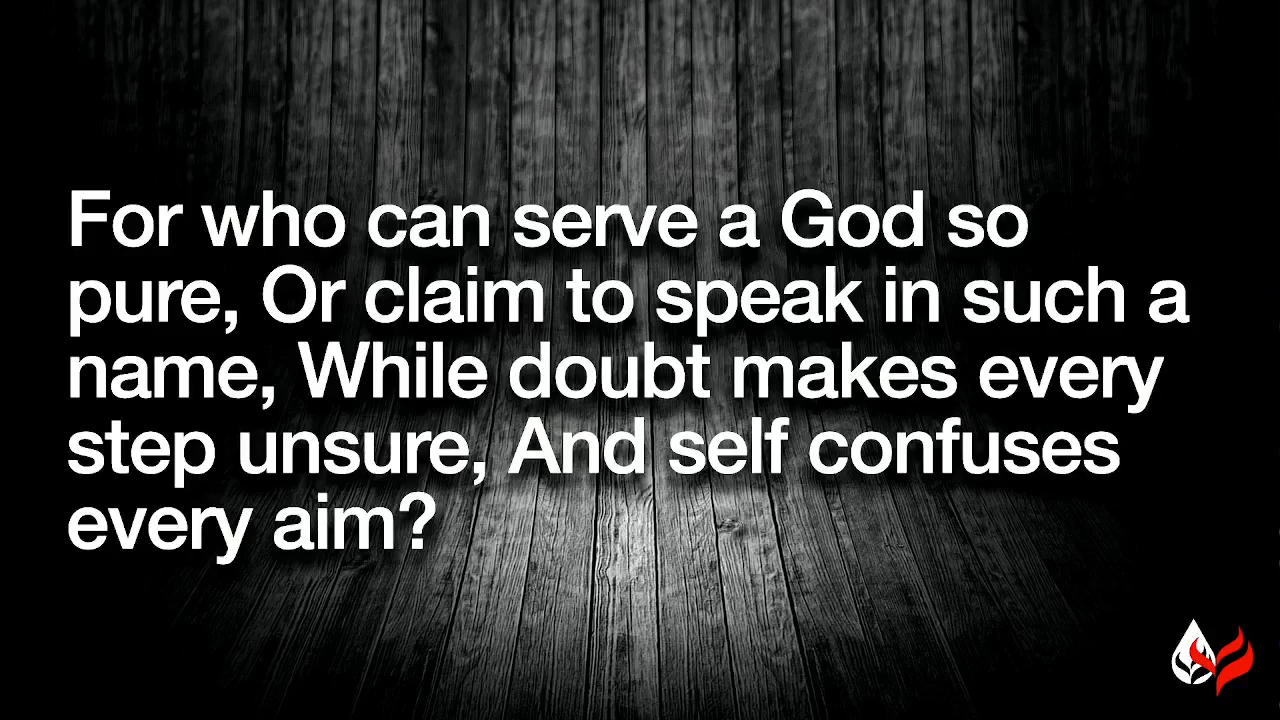 For who can serve a God so
pure, Or claim to speak in such a
name, While doubt makes every
step unsure, And self confuses
every aim?